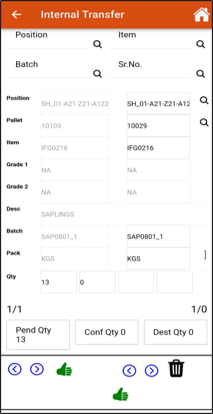 Internal Transfer
Position Item
Batch Sr.No.
Position SH_01-A21-Z21-A122 SH_01-A21-Z21-A12
Pallet 10103 10029
Item IFG0216 IFG0216
Grade 1 NA NA
Grade 2 NA NA
Desc SAPLINGS
Batch SAP0801_1 SAP0801_1
Pack KGS KGS ]
Qty 13 0
1/1 1/0
Pend Qty 13 Conf Qty 0 Dest Qty 0